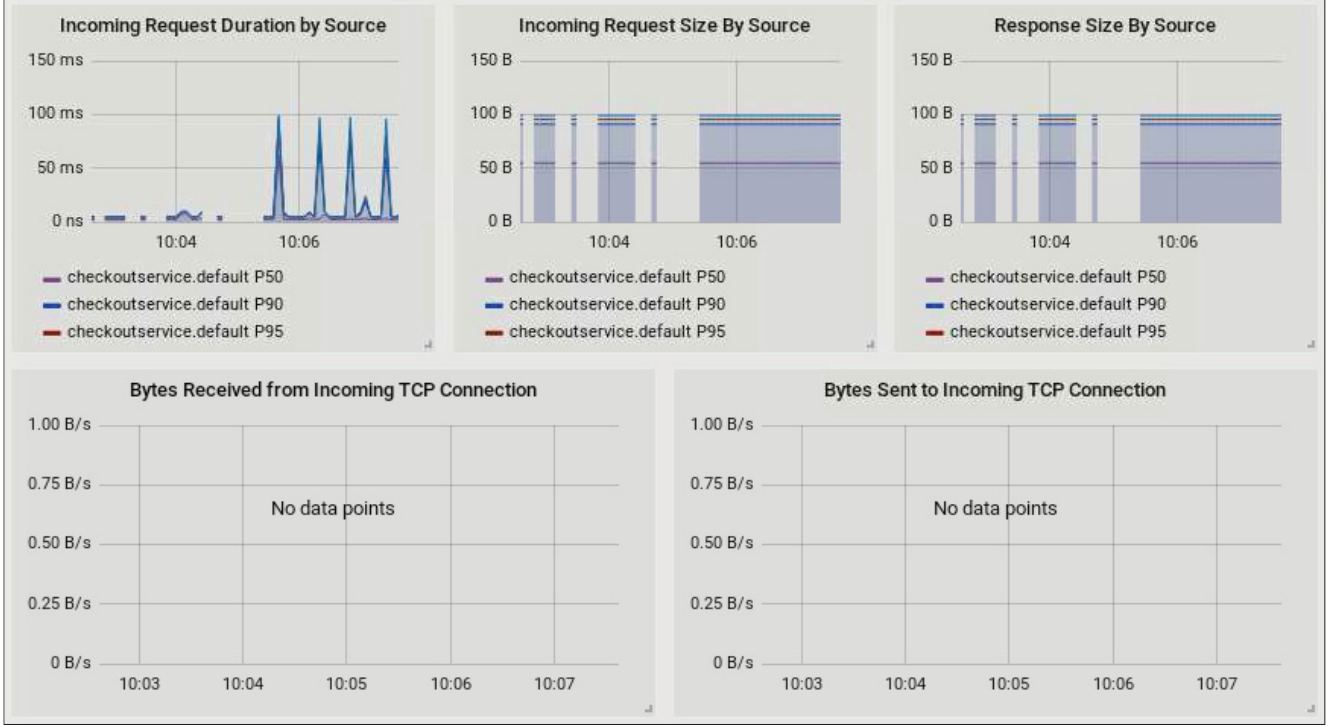 Incoming Request Duration by Source
150 ms
100 ms
50 ms
0 ns
10:04 10:06
checkoutservice.default P50
checkoutservice.default P90
checkoutservice.default P95
Incoming Request Size By Source
150 B
100 B
50 B
0 B
10:04 10:06
checkoutservice.default P50
checkoutservice.default P90
checkoutservice.default P95
Response Size By Source
150 B
100 B
50 B
0 B
10:04 10:06
checkoutservice.default P50
checkoutservice.default P90
checkoutservice.default P95
Bytes Received from Incoming TCP Connection
1.00 B/s
0.75 B/s
No data points
0.50 B/s
0.25 B/s
0 B/s
10:03 10:04 10:05 10:06 10:07
Bytes Sent to Incoming TCP Connection
1.00 B/s
0.75 B/s
No data points
0.50 B/s
0.25 B/s
0 B/s
10:03 10:04 10:05 10:06 10:07